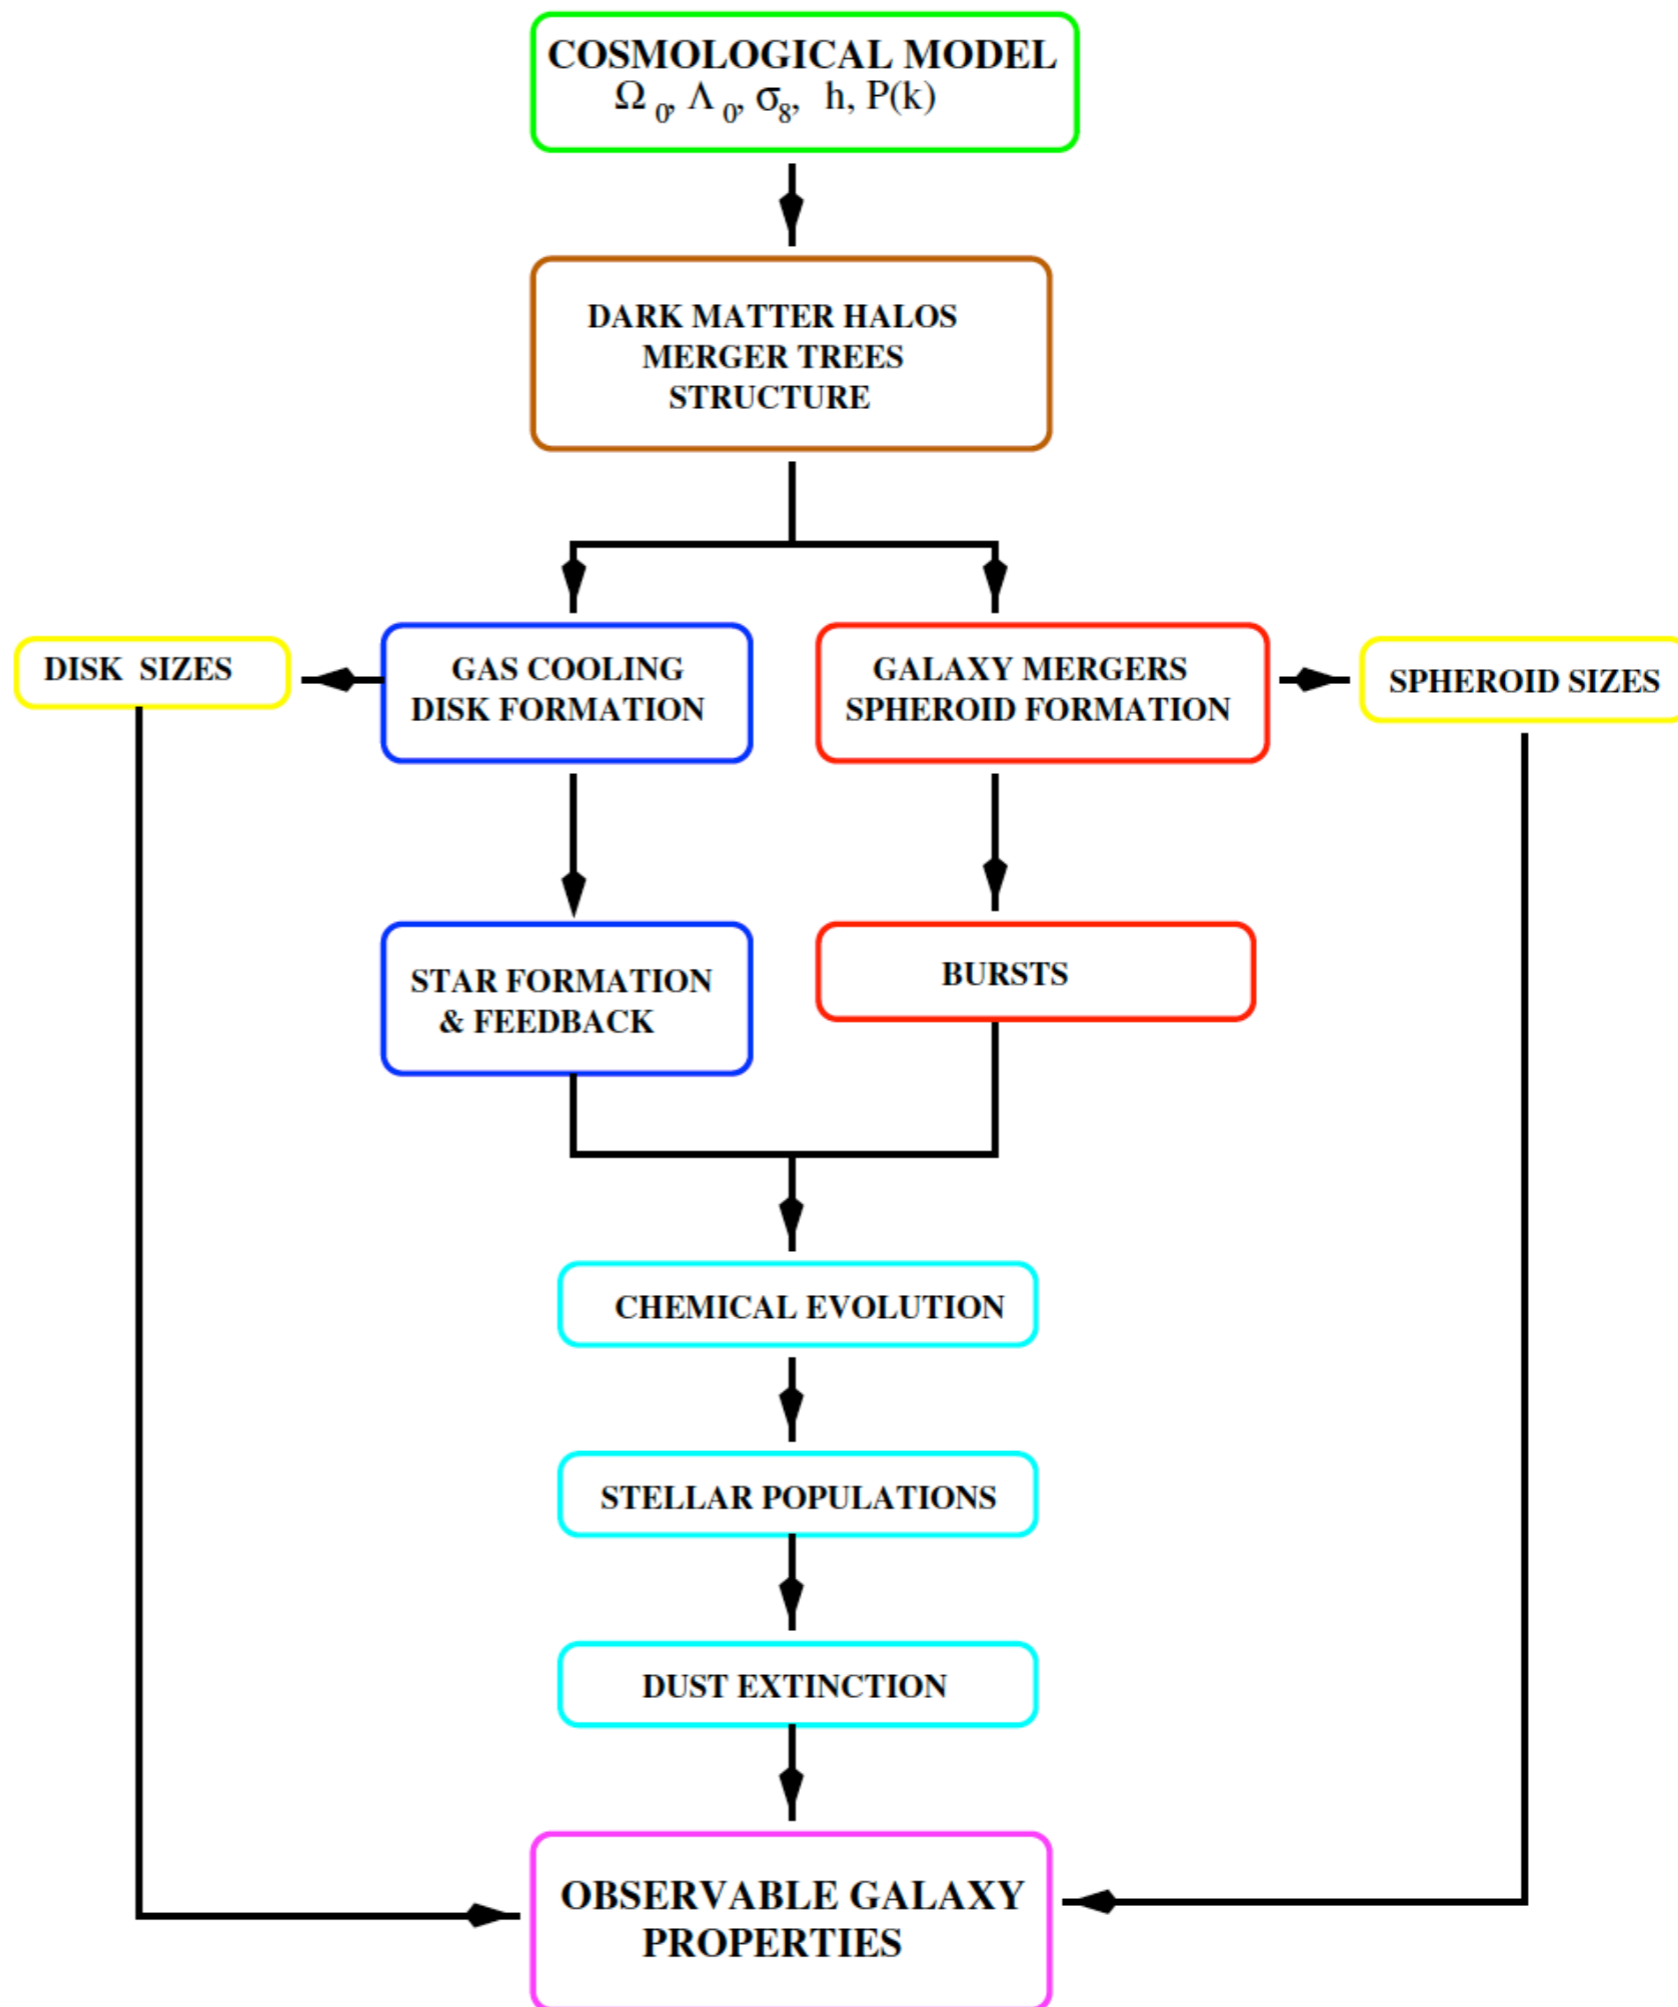 COSMOLOGICAL MODEL
Ω₀, Λ₀, σ₈, h, P(k)
DARK MATTER HALOS
MERGER TREES
STRUCTURE
DISK SIZES
GAS COOLING
DISK FORMATION
GALAXY MERGERS
SPHEROID FORMATION
SPHEROID SIZES
STAR FORMATION
& FEEDBACK
BURSTS
CHEMICAL EVOLUTION
STELLAR POPULATIONS
DUST EXTINCTION
OBSERVABLE GALAXY
PROPERTIES